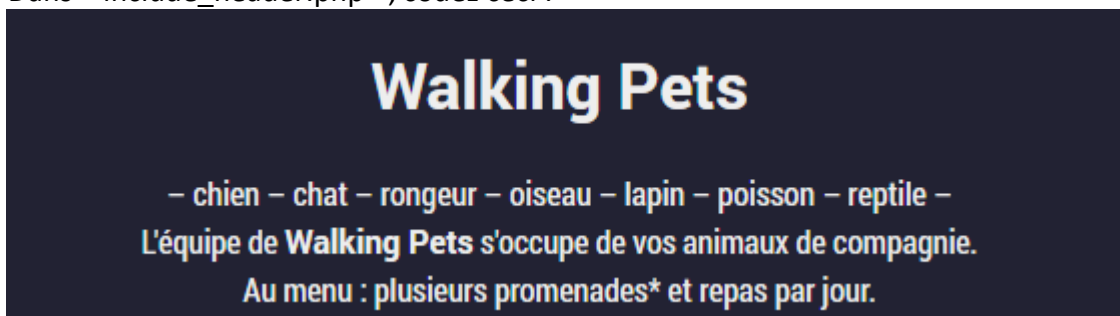 Dans « include_header.php », codez ceci :
Walking Pets
– chien – chat – rongeur – oiseau – lapin – poisson – reptile –
L'équipe de Walking Pets s'occupe de vos animaux de compagnie.
Au menu : plusieurs promenades* et repas par jour.